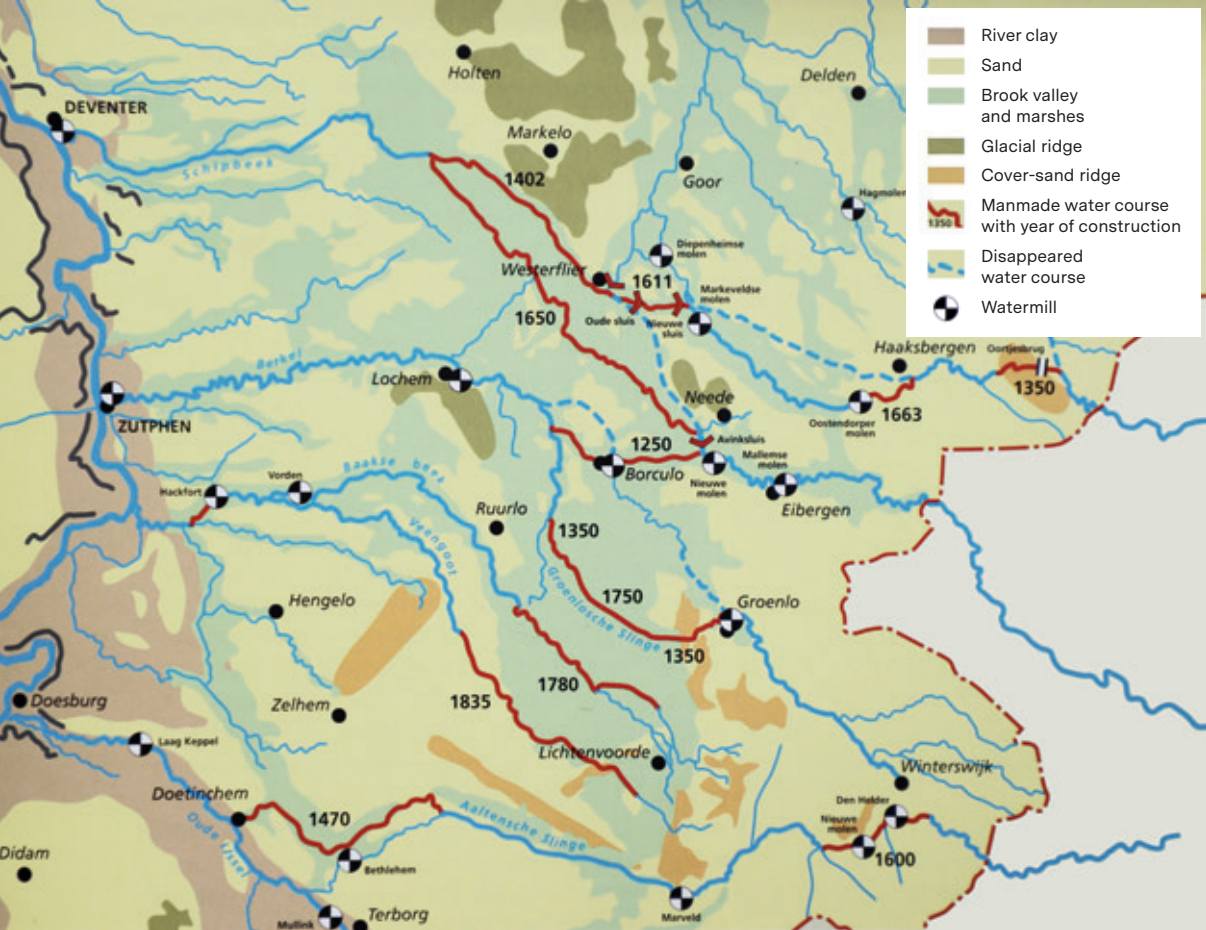 River clay
Sand
Brook valley
and marshes
Glacial ridge
Cover-sand ridge
1350
Manmade water course
with year of construction
Disappeared
water course
Watermill
Holten
Delden
DEVENTER
Markelo
Schipbeek
1402
Goor
Hagmolen
Diepenheimse
molen
Westerflier
1611
Markeveldse
molen
1650
Oude sluis
Nieuwe
sluis
Haaksbergen
Oortjesbrug
Berkel
Lochem
1350
Neede
1663
Oostendorper
molen
ZUTPHEN
1250
Avinksluis
Mallemse
molen
Borculo
Nieuwe
molen
Baakse beek
Vorden
Hackfort
Ruurlo
Eibergen
Veengoot
1350
Groenlosche Slinge
1750
Hengelo
Groenlo
1350
1780
1835
Zelhem
Doesburg
Laag Keppel
Lichtenvoorde
Winterswijk
Doetinchem
Den Helder
1470
Aaltensche Slinge
Nieuwe
molen
Oude IJssel
1600
Didam
Bethlehem
Marveld
Mullink
Terborg